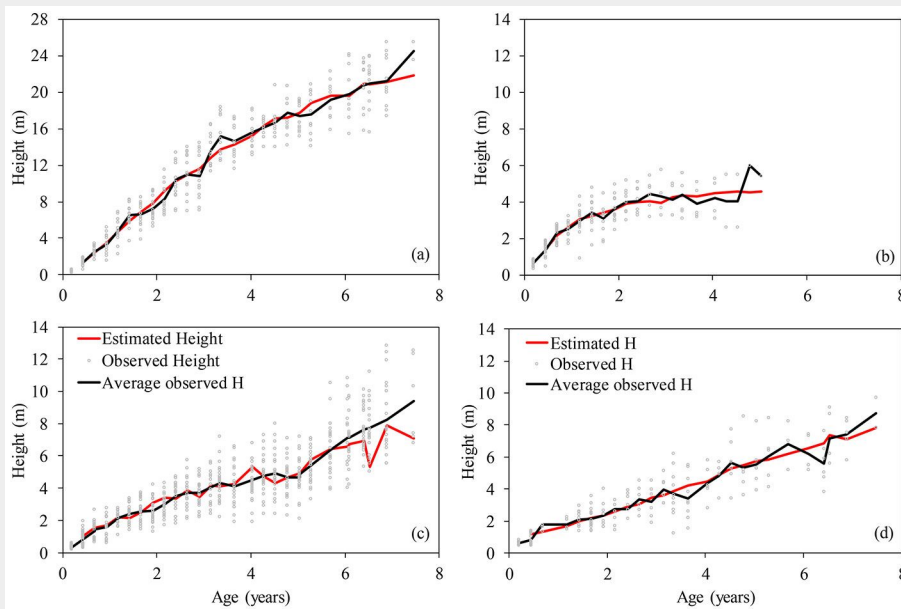 28
24
20
16
12
8
4
0
Height (m)
0 2 4 6 8
(a)
14
12
10
8
6
4
2
0
Height (m)
0 2 4 6 8
(b)
14
12
10
8
6
4
2
0
Height (m)
Estimated Height
Observed Height
Average observed H
(c)
0 2 4 6 8
Age (years)
14
12
10
8
6
4
2
0
Height (m)
Estimated H
Observed H
Average observed H
(d)
0 2 4 6 8
Age (years)